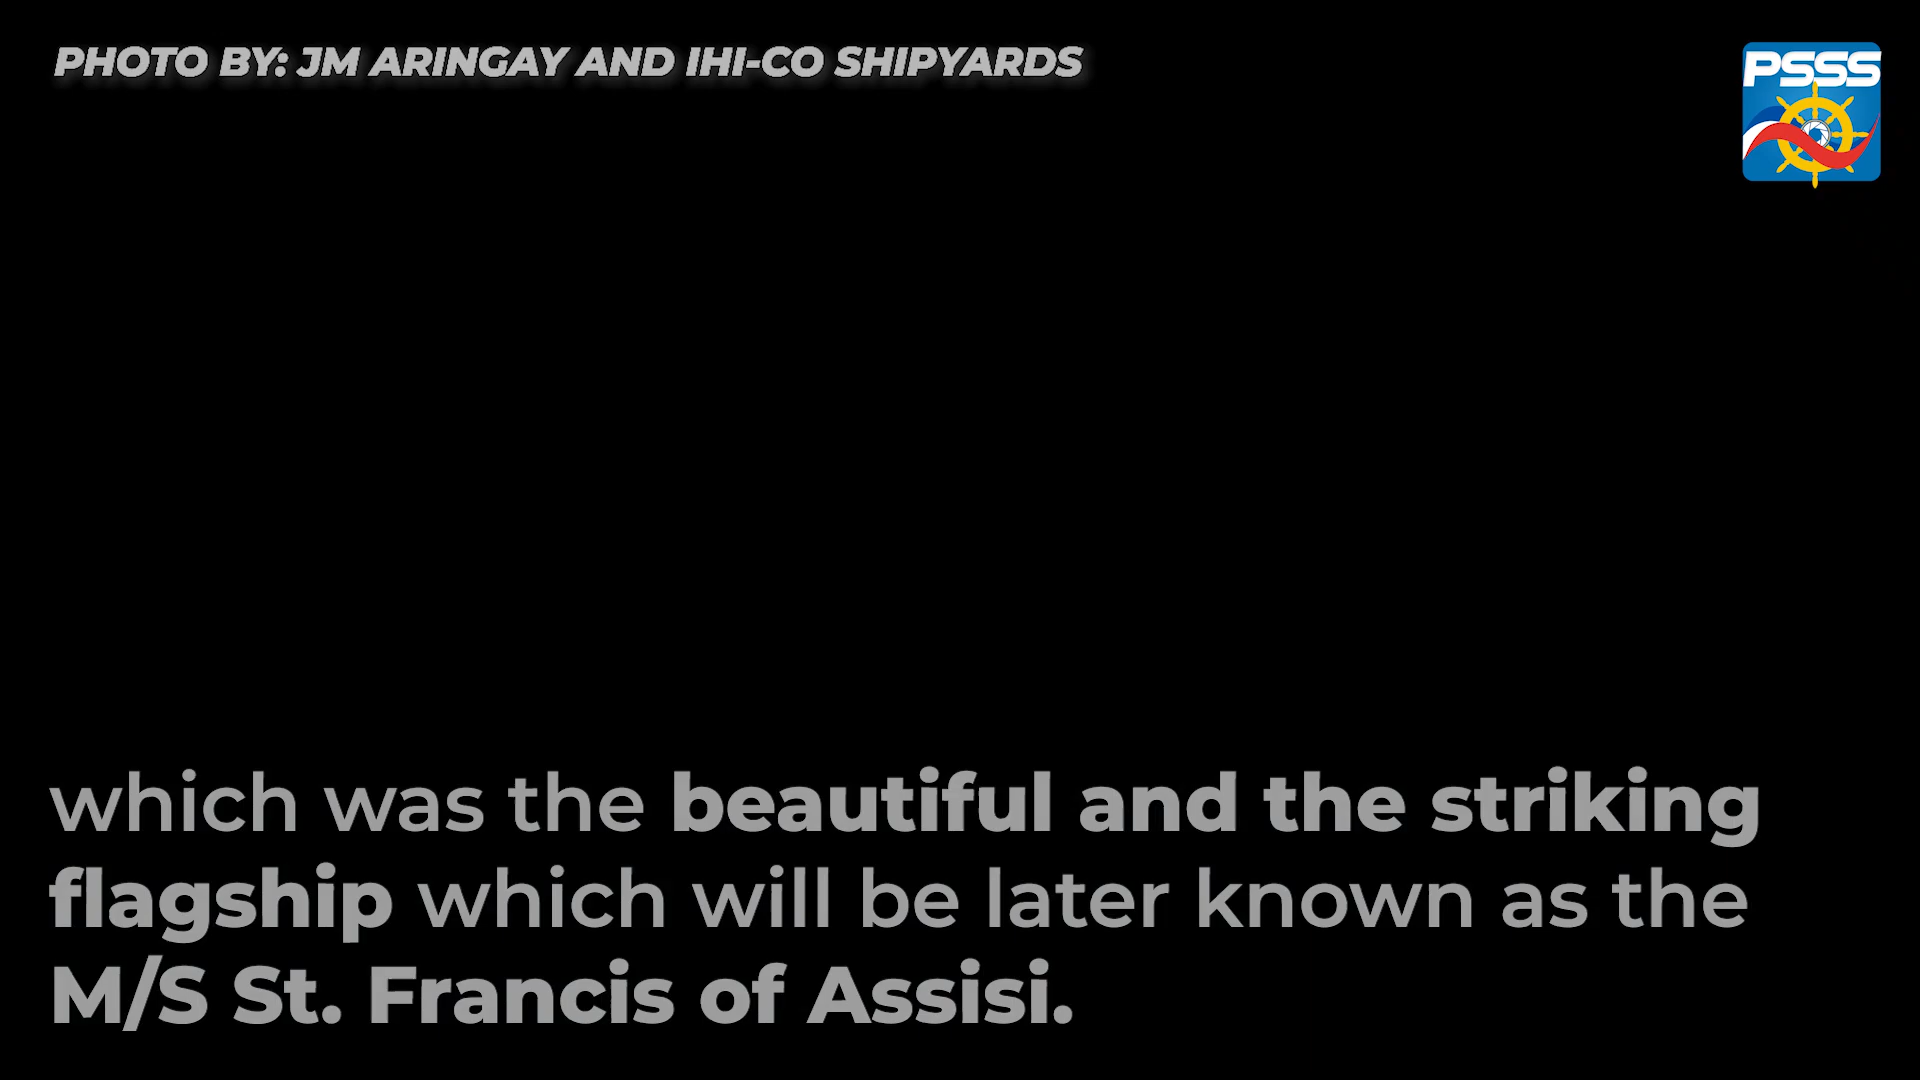 PHOTO BY: JM ARINGAY AND IHI-CO SHIPYARDS
PSSS
which was the beautiful and the striking
flagship which will be later known as the
M/S St. Francis of Assisi.